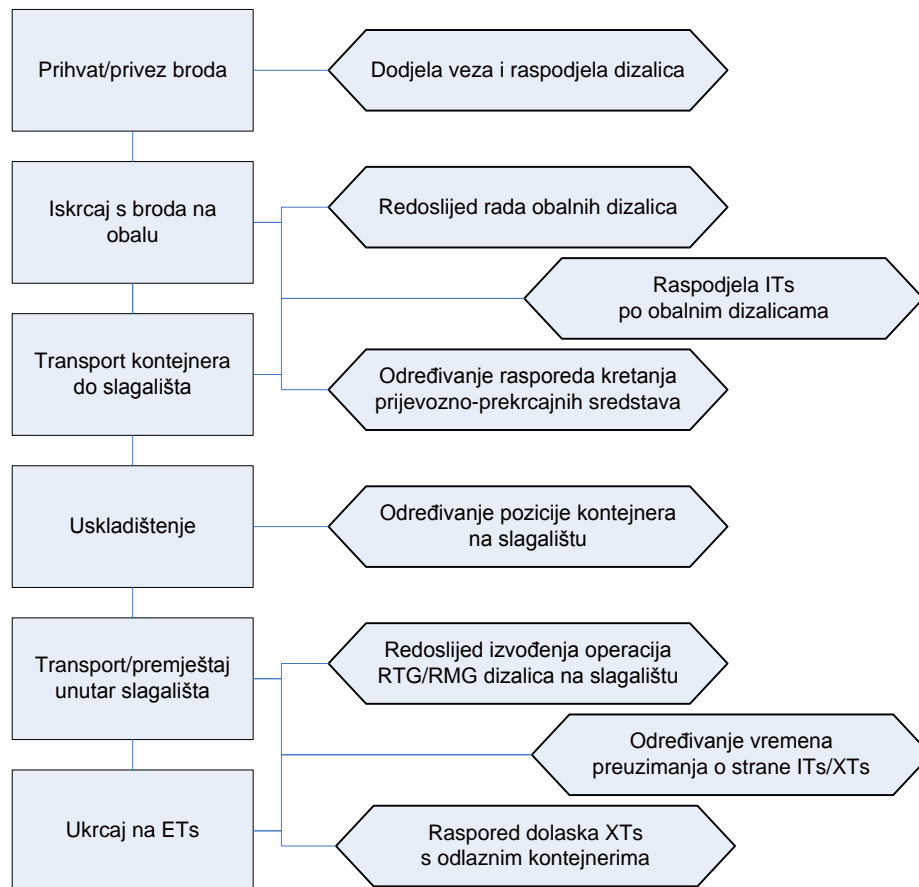 Prihvat/privez broda
Dodjela veza i raspodjela dizalica
Iskrcaj s broda na
obalu
Redoslijed rada obalnih dizalica
Raspodjela ITs
po obalnim dizalicama
Transport kontejnera
do slagališta
Određivanje rasporeda kretanja
prijevozno-prekrcajnih sredstava
Uskladištenje
Određivanje pozicije kontejnera
na slagalištu
Transport/premještaj
unutar slagališta
Redoslijed izvođenja operacija
RTG/RMG dizalica na slagalištu
Određivanje vremena
preuzimanja o strane ITs/XTs
Ukrcaj na ETs
Raspored dolaska XTs
s odlaznim kontejnerima